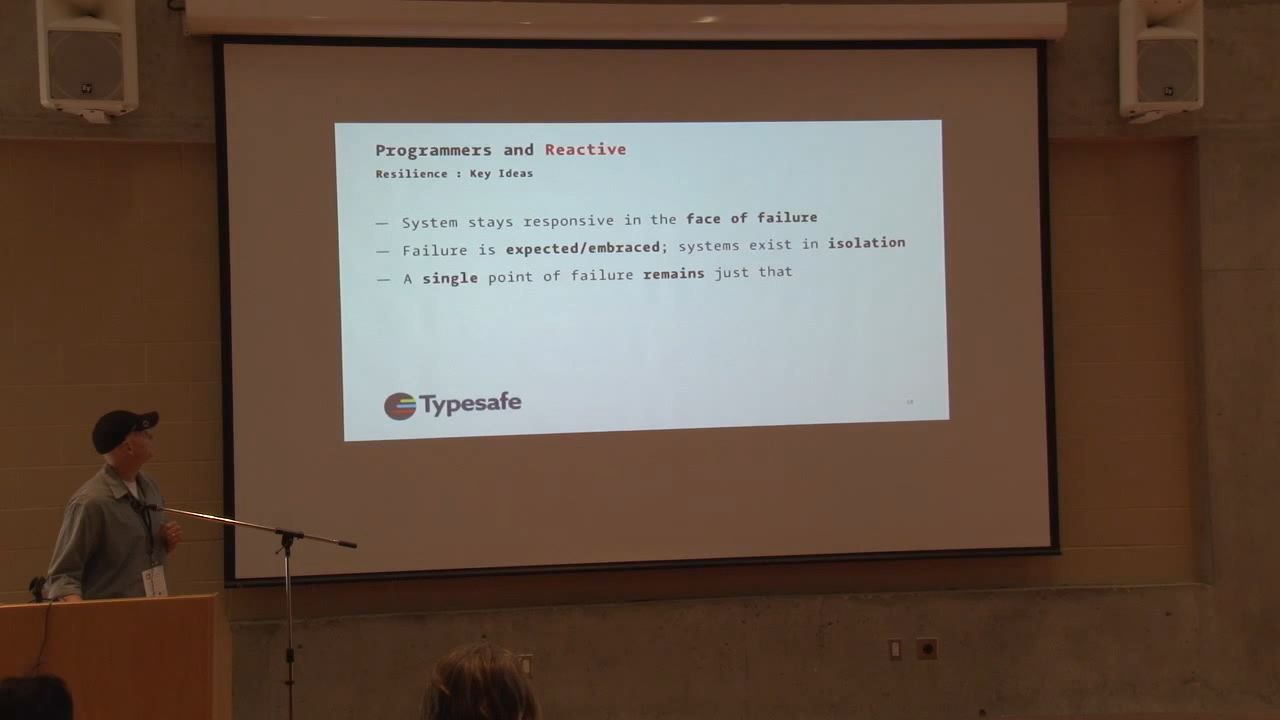 Programmers and Reactive
Resilience : Key Ideas
— System stays responsive in the face of failure
— Failure is expected/embraced; systems exist in isolation
— A single point of failure remains just that
Typesafe